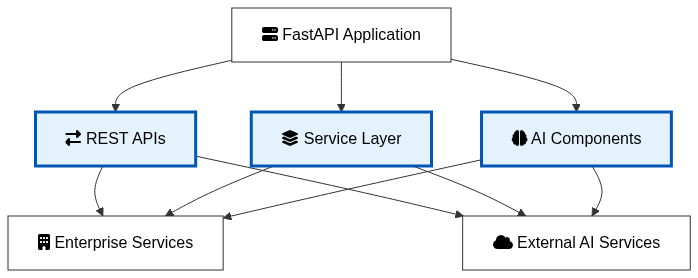 FastAPI Application
REST APIs
Service Layer
AI Components
Enterprise Services
External AI Services